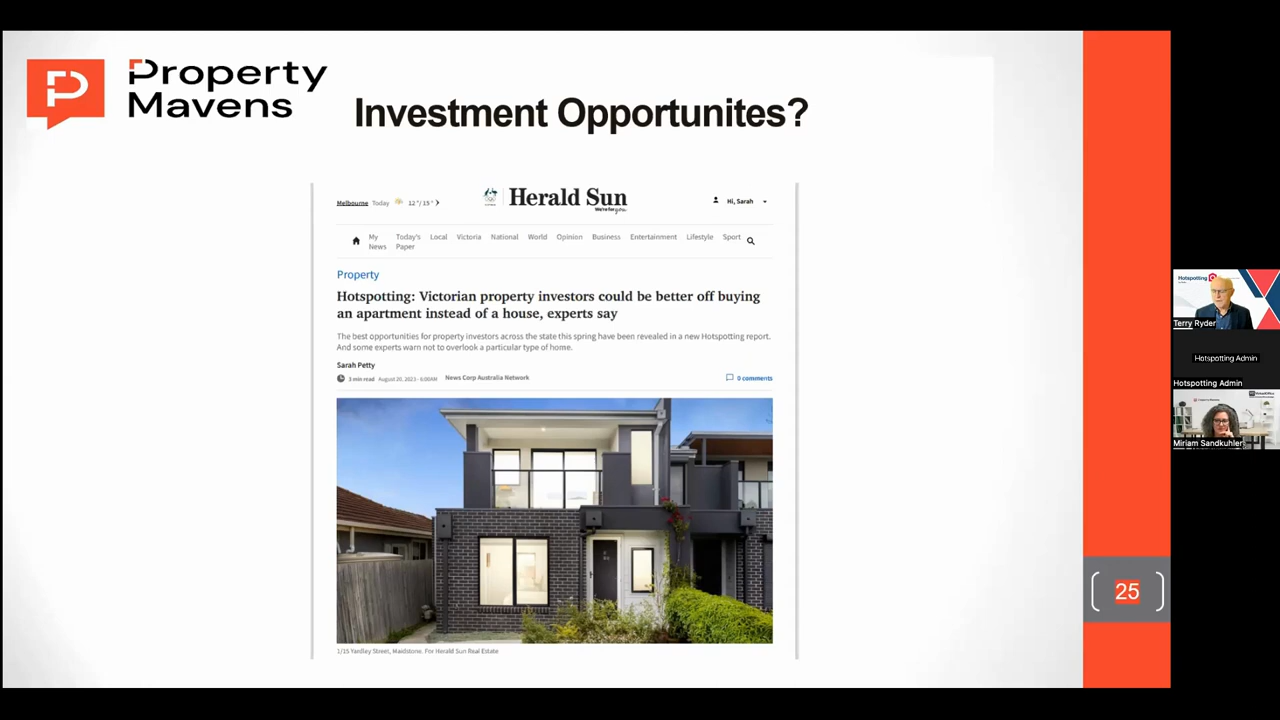 Property
Mavens
Investment Opportunites?
Melbourne Today 12°/15°
Herald Sun
We're for you
Hi, Sarah
My News Today's Paper Local Victoria National World Opinion Business Entertainment Lifestyle Sport
Property
Hotspotting: Victorian property investors could be better off buying
an apartment instead of a house, experts say
The best opportunities for property investors across the state this spring have been revealed in a new Hotspotting report.
And some experts warn not to overlook a particular type of home.
Sarah Petty
3 min read August 20, 2023 - 6:00AM News Corp Australia Network
0 comments
1/15 Yardley Street, Maidstone. For Herald Sun Real Estate
25
Hotspotting
Terry Ryder
Hotspotting Admin
Hotspotting Admin
Miriam Sandkuhler